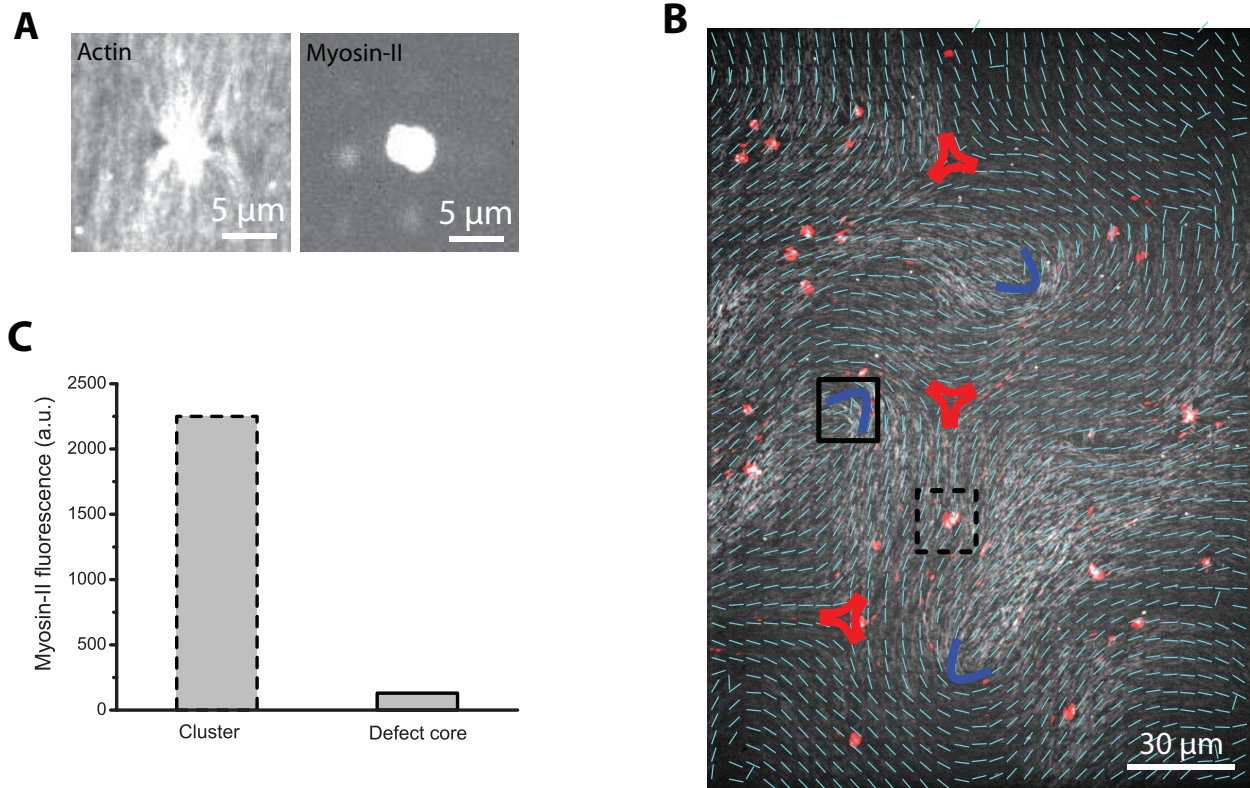 A
Actin
5 μm
Myosin-II
5 μm
B
30 μm
C
Myosin-II fluorescence (a.u.)
2500
2000
1500
1000
500
0
Cluster
Defect core